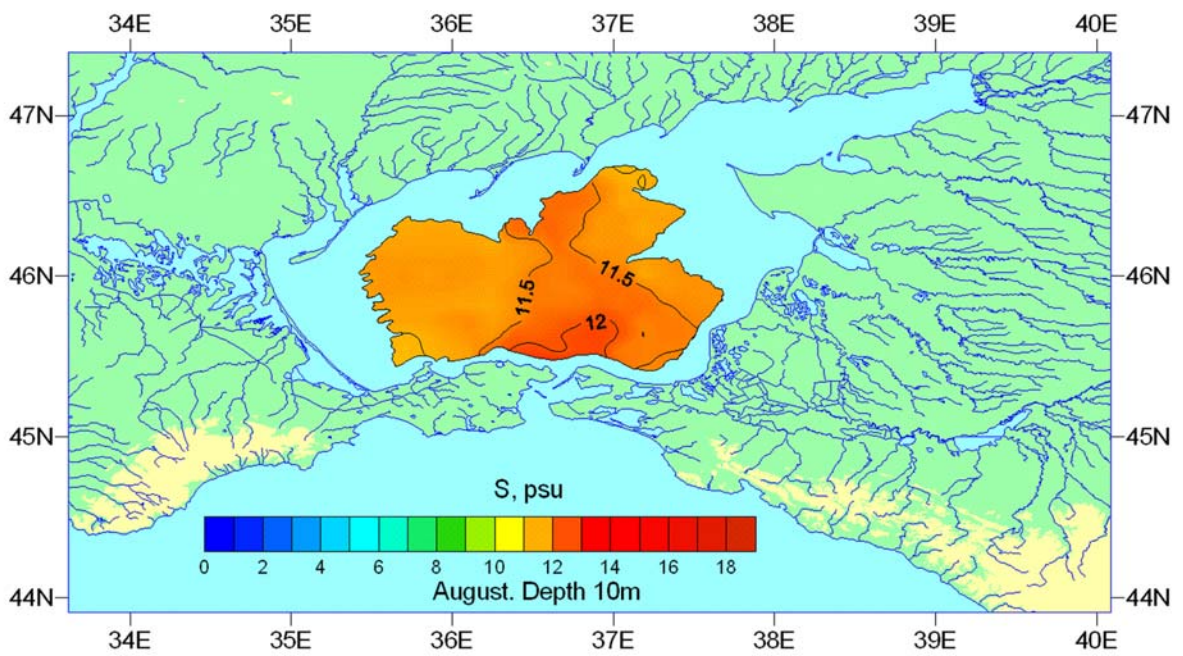 34E 35E 36E 37E 38E 39E 40E
47N 47N
46N 46N
11.5
11.5
12
45N 45N
S, psu
0 2 4 6 8 10 12 14 16 18
August. Depth 10m
44N 44N
34E 35E 36E 37E 38E 39E 40E